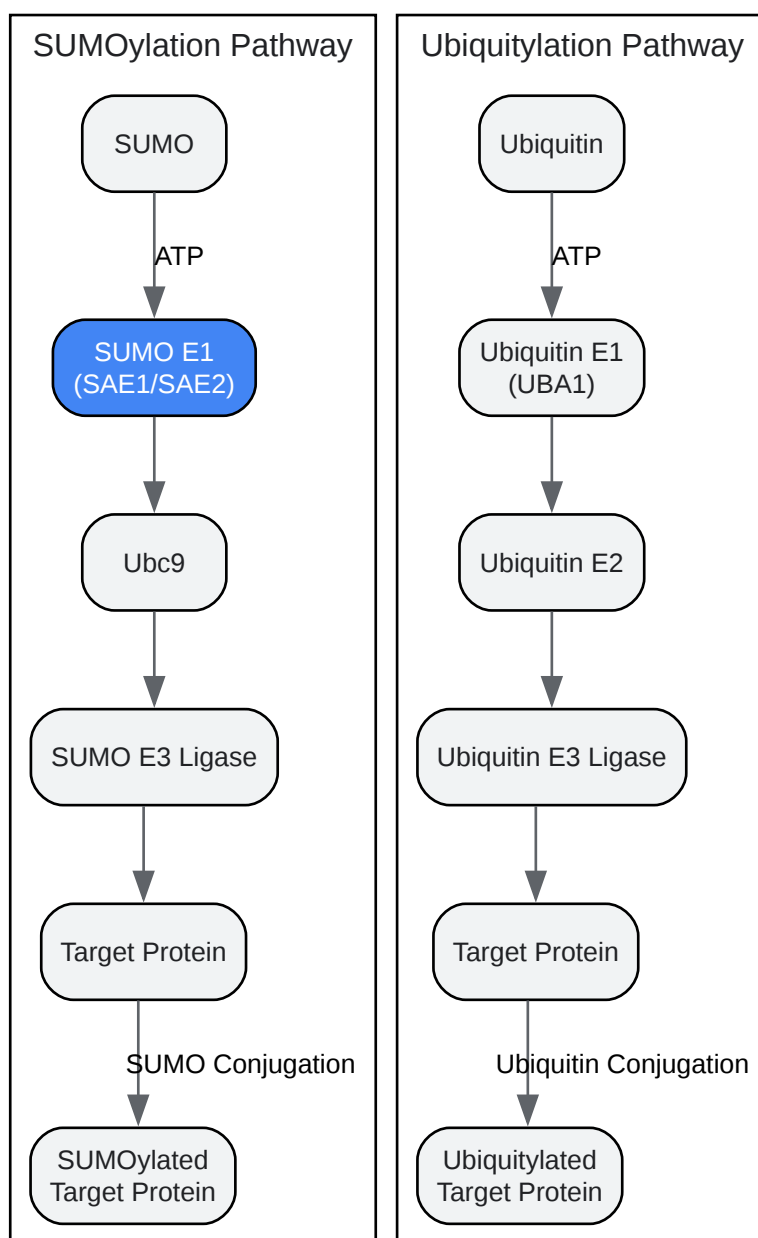 SUMOylation Pathway
SUMO
ATP
SUMO E1
(SAE1/SAE2)
Ubc9
SUMO E3 Ligase
Target Protein
SUMO Conjugation
SUMOylated
Target Protein
Ubiquitylation Pathway
Ubiquitin
ATP
Ubiquitin E1
(UBA1)
Ubiquitin E2
Ubiquitin E3 Ligase
Target Protein
Ubiquitin Conjugation
Ubiquitylated
Target Protein